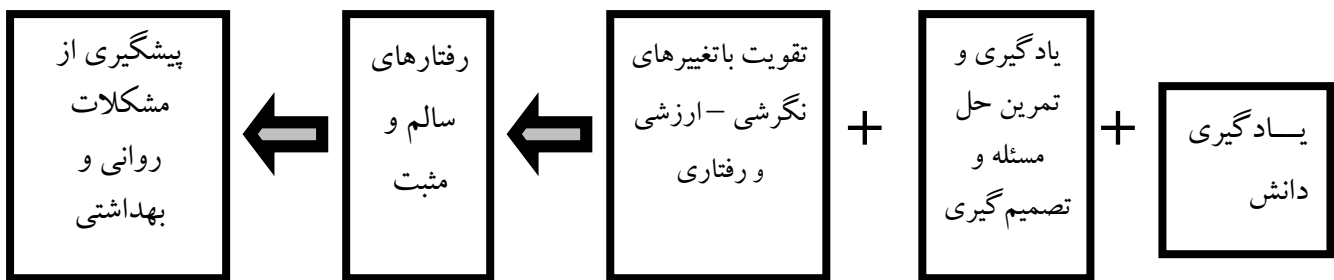 یـــادگیری
دانش
+
یادگیری و
تمرین حل
مسئله و
تصمیم‌گیری
+
تقویت باتغییرهای
نگرشی – ارزشی
و رفتاری
رفتارهای
سالم و
مثبت
پیشگیری از
مشکلات
روانی و
بهداشتی